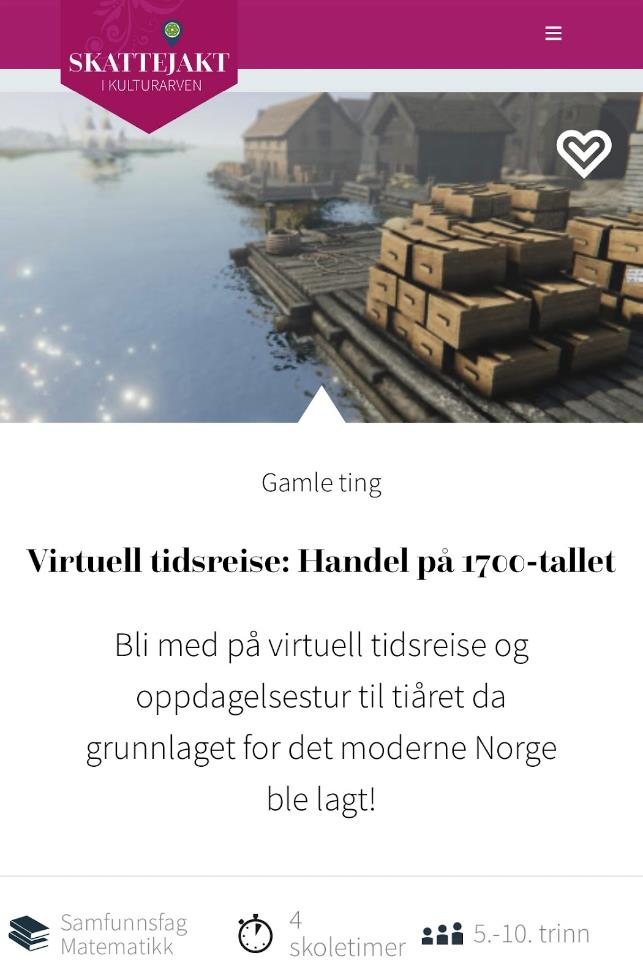 SKATTEJAKT
I KULTURARVEN
Gamle ting
Virtuell tidsreise: Handel på 1700-tallet
Bli med på virtuell tidsreise og
oppdagelsestur til tiåret da
grunnlaget for det moderne Norge
ble lagt!
Samfunnsfag
Matematikk
4
skoletimer
5.-10. trinn